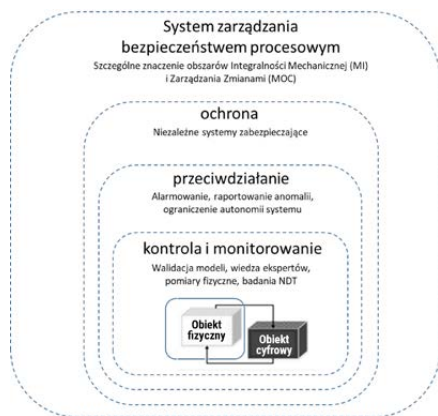 System zarządzania
bezpieczeństwem procesowym
Szczególne znaczenie obszarów Integralności Mechanicznej (MI)
i Zarządzania Zmianami (MOC)
ochrona
Niezależne systemy zabezpieczające
przeciwdziałanie
Alarmowanie, raportowanie anomalii,
ograniczenie autonomii systemu
kontrola i monitorowanie
Walidacja modeli, wiedza ekspertów,
pomiary fizyczne, badania NDT
Obiekt
fizyczny
Obiekt
cyfrowy